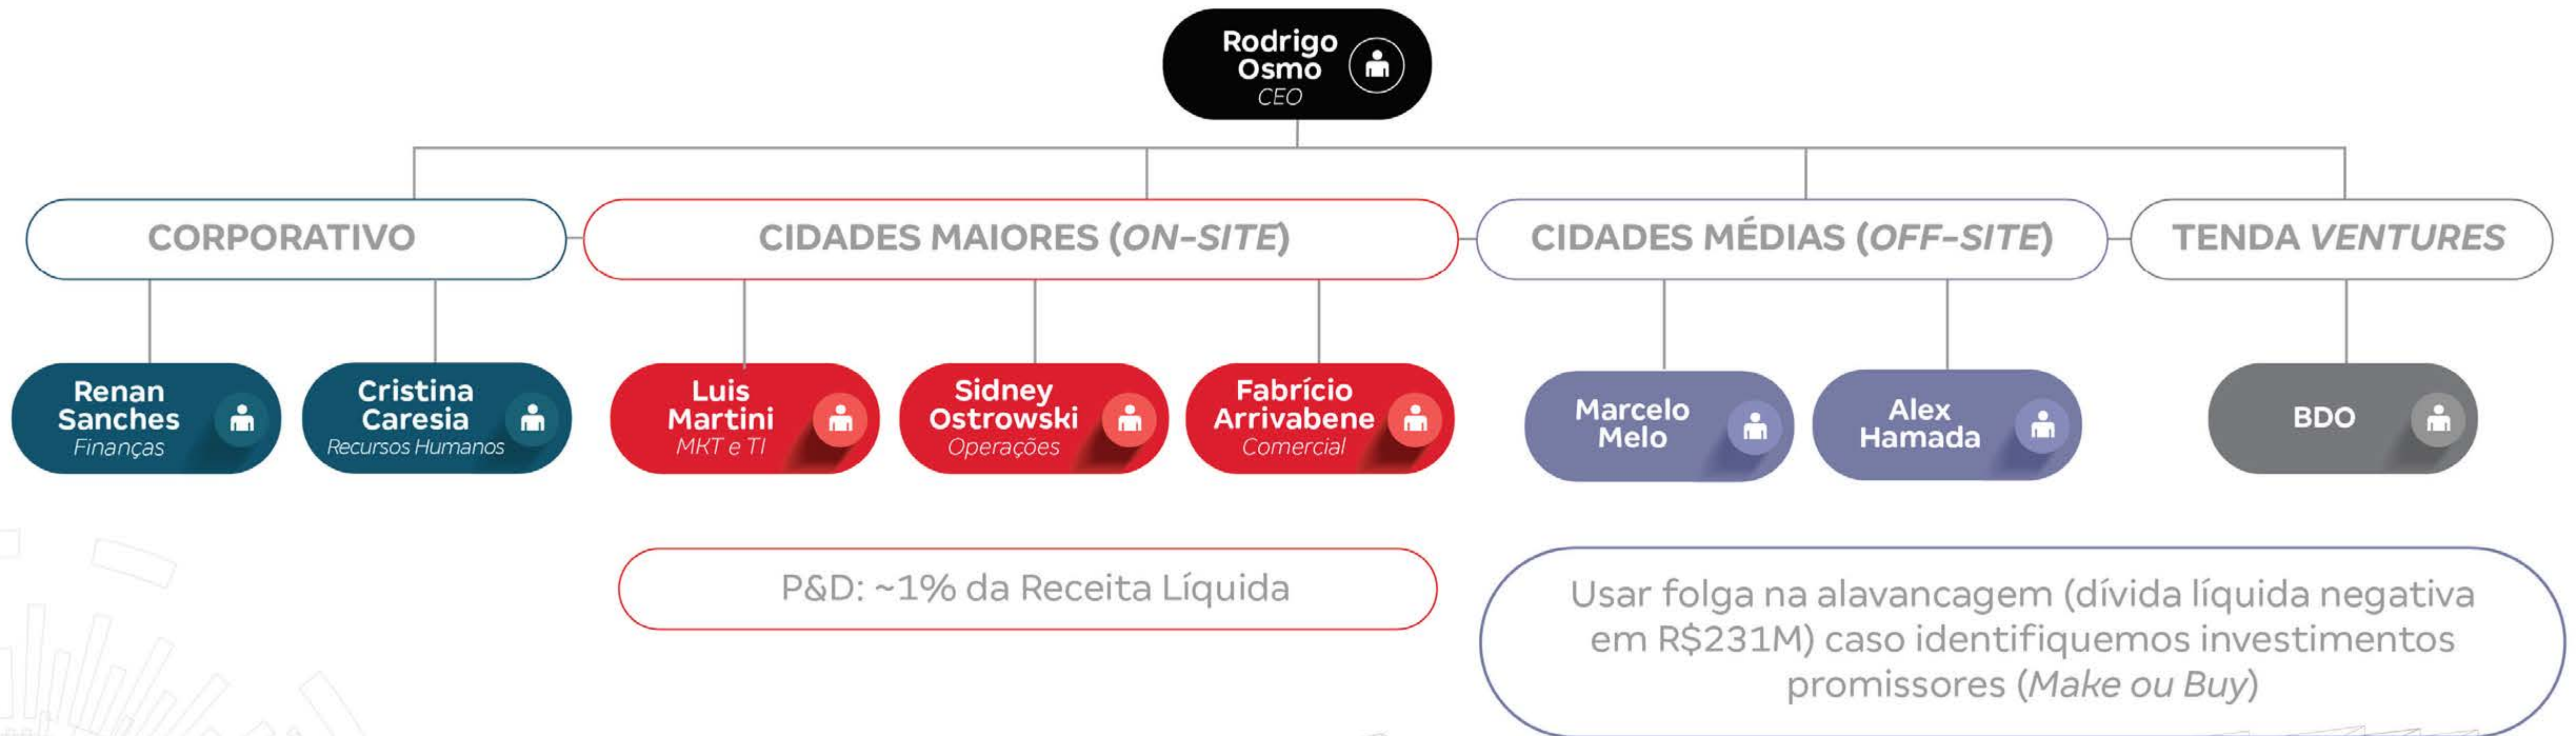 Rodrigo
Osmo
CEO
CORPORATIVO
CIDADES MAIORES (ON-SITE)
CIDADES MÉDIAS (OFF-SITE)
TENDA VENTURES
Renan
Sanches
Finanças
Cristina
Caresia
Recursos Humanos
Luis
Martini
MKT e TI
Sidney
Ostrowski
Operações
Fabrício
Arrivabene
Comercial
Marcelo
Melo
Alex
Hamada
BDO
P&D: ~1% da Receita Líquida
Usar folga na alavancagem (dívida líquida negativa
em R$231M) caso identifiquemos investimentos
promissores (Make ou Buy)